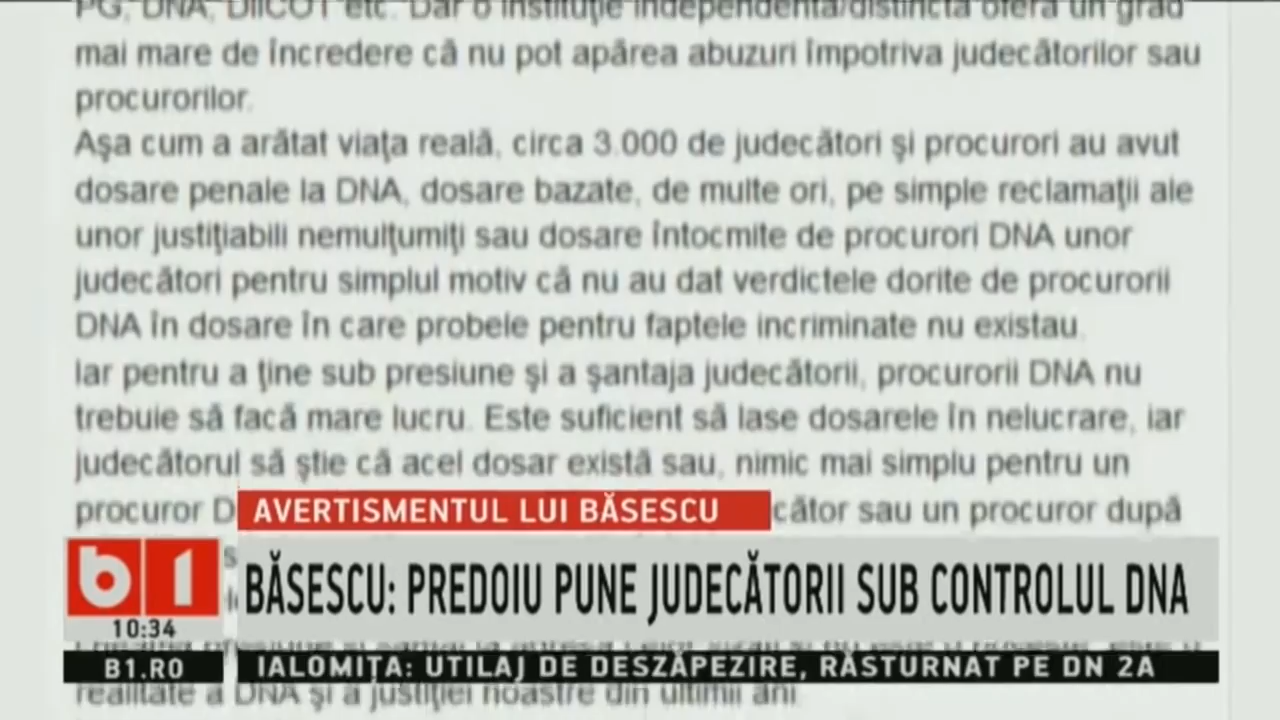 PG, DNA, DIICOT etc. Dar o instituţie independentă/distinctă oferă un grad
mai mare de încredere că nu pot apărea abuzuri împotriva judecătorilor sau
procurorilor.
Aşa cum a arătat viaţa reală, circa 3.000 de judecători şi procurori au avut
dosare penale la DNA, dosare bazate, de multe ori, pe simple reclamaţii ale
unor justiţiabili nemulţumiţi sau dosare întocmite de procurori DNA unor
judecători pentru simplul motiv că nu au dat verdictele dorite de procurorii
DNA în dosare în care probele pentru faptele incriminate nu existau.
Iar pentru a ţine sub presiune şi a şantaja judecătorii, procurorii DNA nu
trebuie să facă mare lucru. Este suficient să lase dosarele în nelucrare, iar
judecătorul să ştie că acel dosar există sau, nimic mai simplu pentru un
procuror D
cător sau un procuror după
AVERTISMENTUL LUI BĂSESCU
b1
BĂSESCU: PREDOIU PUNE JUDECĂTORII SUB CONTROLUL DNA
10:34
B1.RO
IALOMIŢA: UTILAJ DE DESZĂPEZIRE, RĂSTURNAT PE DN 2A
realitate a DNA şi a justiţiei noastre din ultimii ani.